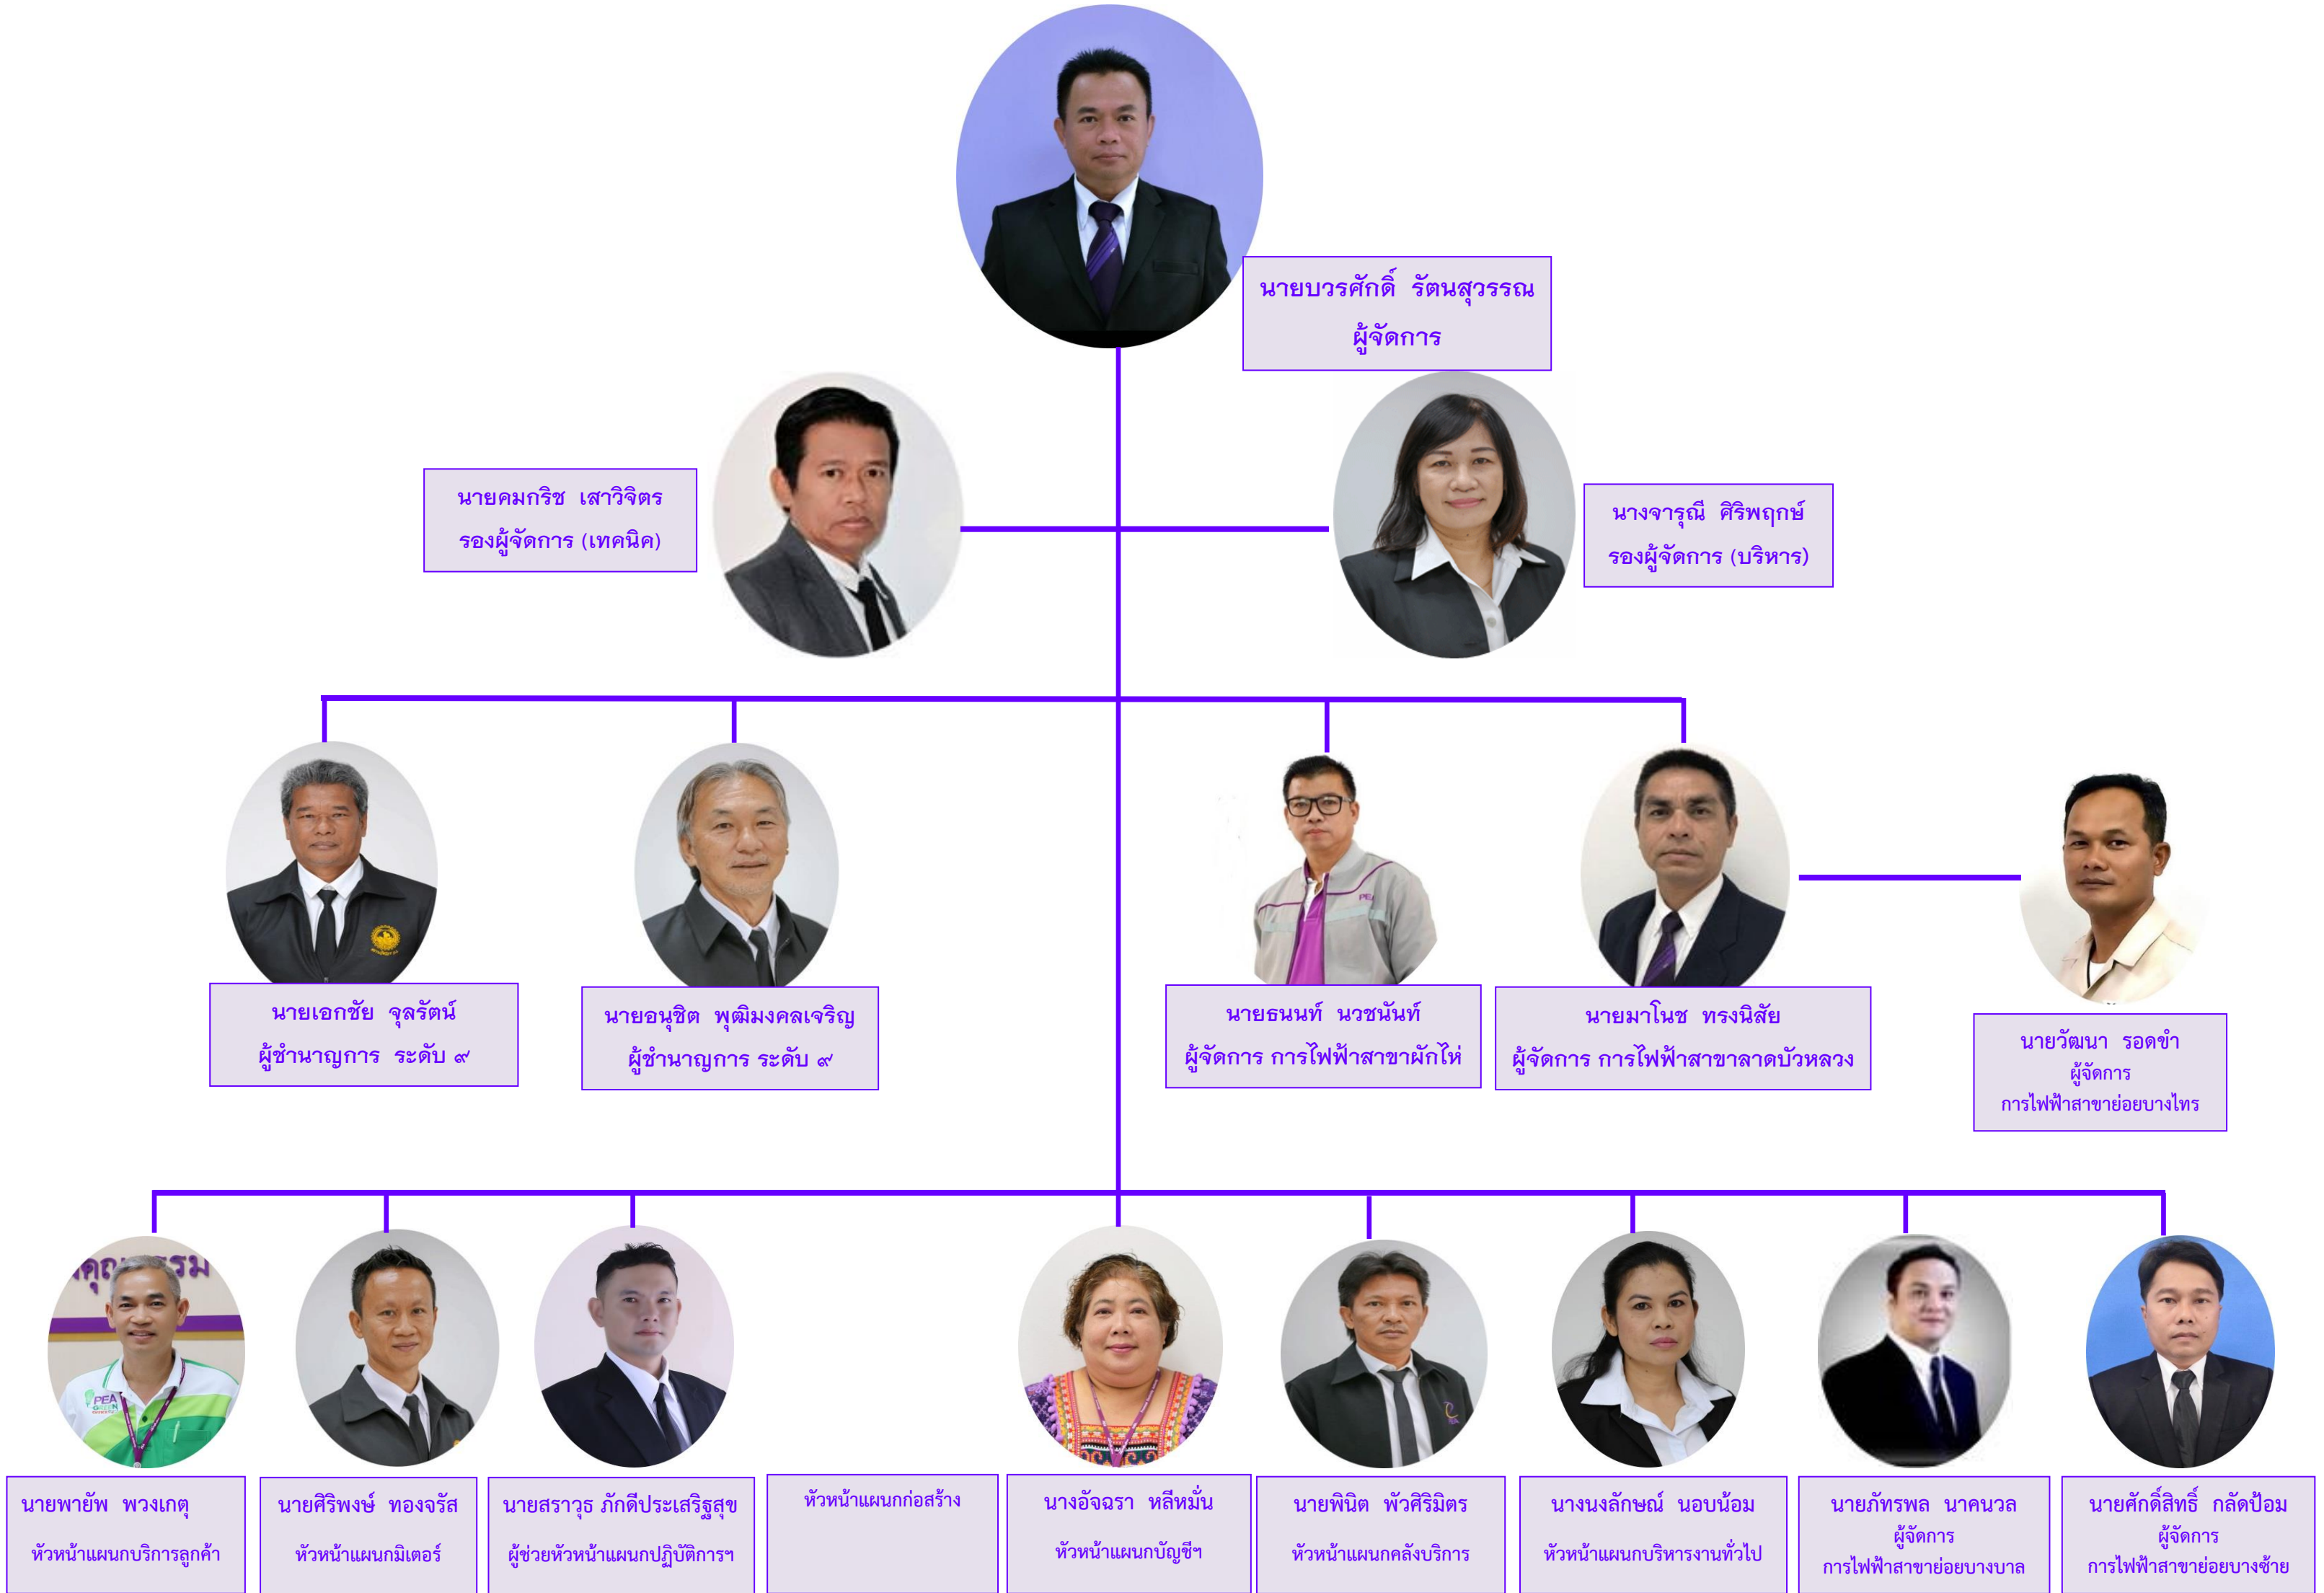 นายบวรศักดิ์ รัตนสุวรรณ
ผู้จัดการ
นายคมกริช เสาวิจิตร
รองผู้จัดการ (เทคนิค)
นางจารุณี ศิริพฤกษ์
รองผู้จัดการ (บริหาร)
นายเอกชัย จุลรัตน์
ผู้ชำนาญการ ระดับ ๙
นายอนุชิต พุฒิมงคลเจริญ
ผู้ชำนาญการ ระดับ ๙
PEA
นายธนนท์ นวชนันท์
ผู้จัดการ การไฟฟ้าสาขาผักไห่
นายมาโนช ทรงนิสัย
ผู้จัดการ การไฟฟ้าสาขาลาดบัวหลวง
นายวัฒนา รอดขำ
ผู้จัดการ
การไฟฟ้าสาขาย่อยบางไทร
PEA
GREEN
นายพายัพ พวงเกตุ
หัวหน้าแผนกบริการลูกค้า
นายศิริพงษ์ ทองจรัส
หัวหน้าแผนกมิเตอร์
นายสราวุธ ภักดีประเสริฐสุข
ผู้ช่วยหัวหน้าแผนกปฏิบัติการฯ
หัวหน้าแผนกก่อสร้าง
นางอัจฉรา หลีหมั่น
หัวหน้าแผนกบัญชีฯ
นายพินิต พัวศิริมิตร
หัวหน้าแผนกคลังบริการ
นางนงลักษณ์ นอบน้อม
หัวหน้าแผนกบริหารงานทั่วไป
นายภัทรพล นาคนวล
ผู้จัดการ
การไฟฟ้าสาขาย่อยบางบาล
นายศักดิ์สิทธิ์ กลัดป้อม
ผู้จัดการ
การไฟฟ้าสาขาย่อยบางซ้าย